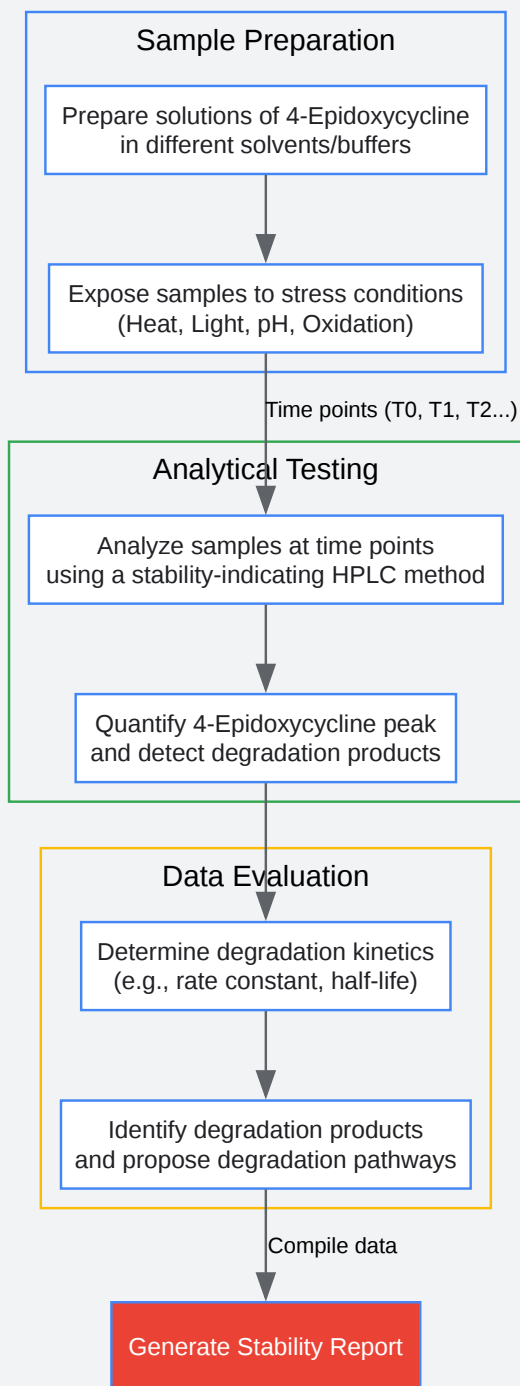 Sample Preparation
Prepare solutions of 4-Epidoxycycline
in different solvents/buffers
Expose samples to stress conditions
(Heat, Light, pH, Oxidation)
Time points (T0, T1, T2...)
Analytical Testing
Analyze samples at time points
using a stability-indicating HPLC method
Quantify 4-Epidoxycycline peak
and detect degradation products
Data Evaluation
Determine degradation kinetics
(e.g., rate constant, half-life)
Identify degradation products
and propose degradation pathways
Compile data
Generate Stability Report